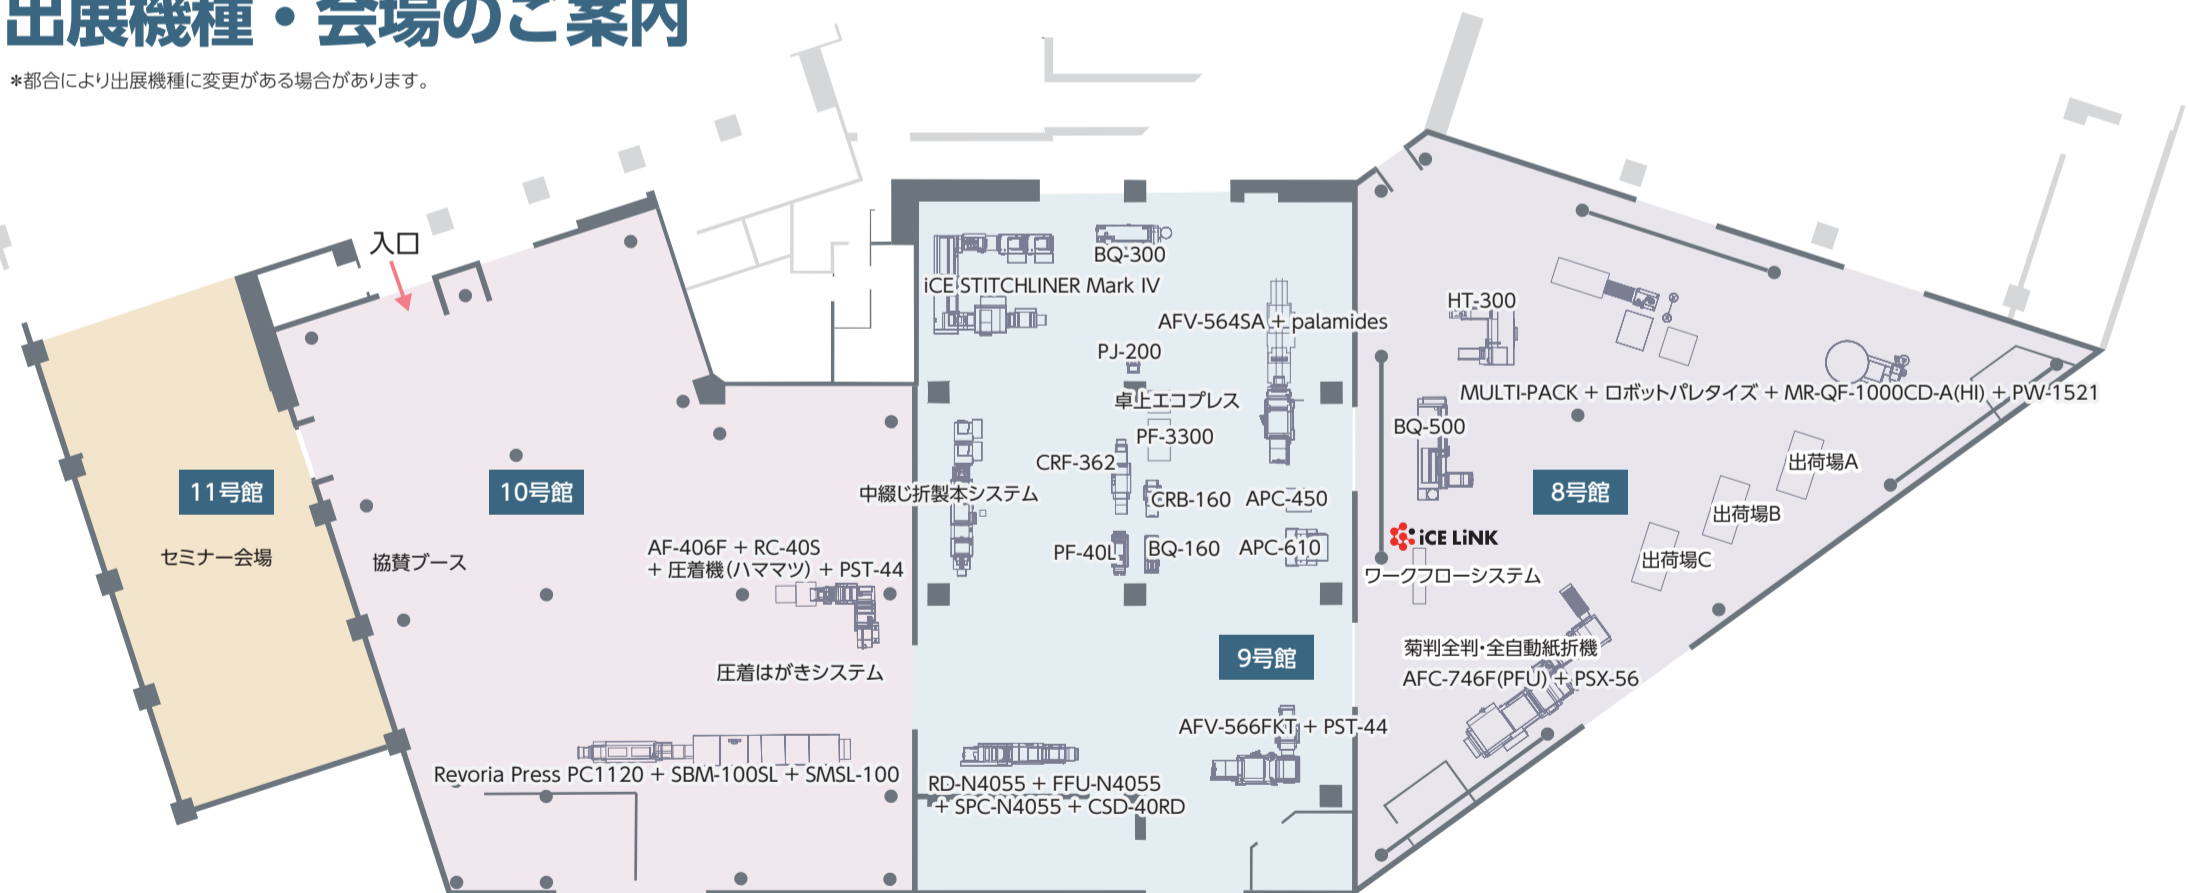 出展機種・会場のご案内
*都合により出展機種に変更がある場合があります。
入口
11号館
セミナー会場
10号館
協賛ブース
AF-406F + RC-40S
+ 圧着機(ハママツ) + PST-44
圧着はがきシステム
Revoria Press PC1120 + SBM-100SL + SMSL-100
BQ-300
iCE STITCHLINER Mark IV
AFV-564SA + palamides
PJ-200
卓上エコプレス
PF-3300
CRF-362
中綴じ折製本システム
CRB-160
APC-450
PF-40L
BQ-160
APC-610
9号館
AFV-566FKT + PST-44
RD-N4055 + FFU-N4055
+ SPC-N4055 + CSD-40RD
HT-300
MULTI-PACK + ロボットパレタイズ + MR-QF-1000CD-A(HI) + PW-1521
BQ-500
出荷場A
8号館
出荷場B
iCE LiNK
出荷場C
ワークフローシステム
菊判全判・全自動紙折機
AFC-746F(PFU) + PSX-56